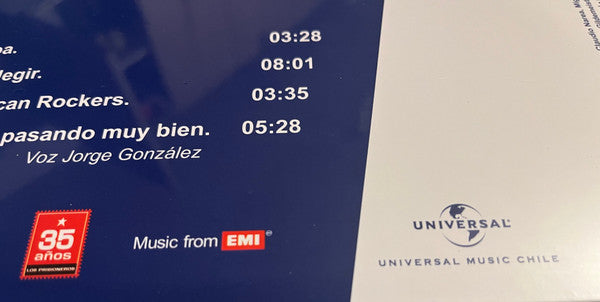 oa. 03:28
legir. 08:01
can Rockers. 03:35
pasando muy bien. 05:28
Voz Jorge González
35
años
LOS PRISIONEROS
Music from EMI
UNIVERSAL
UNIVERSAL MUSIC CHILE